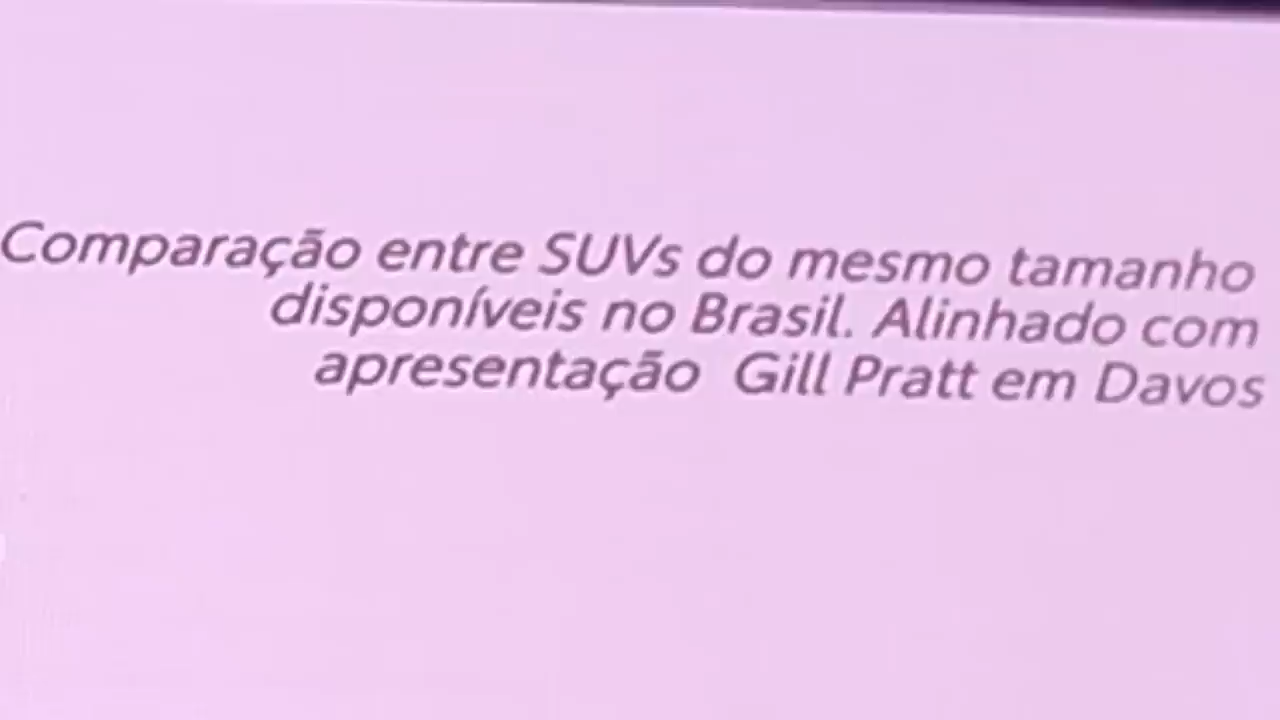 Comparação entre SUVs do mesmo tamanho
disponíveis no Brasil. Alinhado com
apresentação  Gill Pratt em Davos